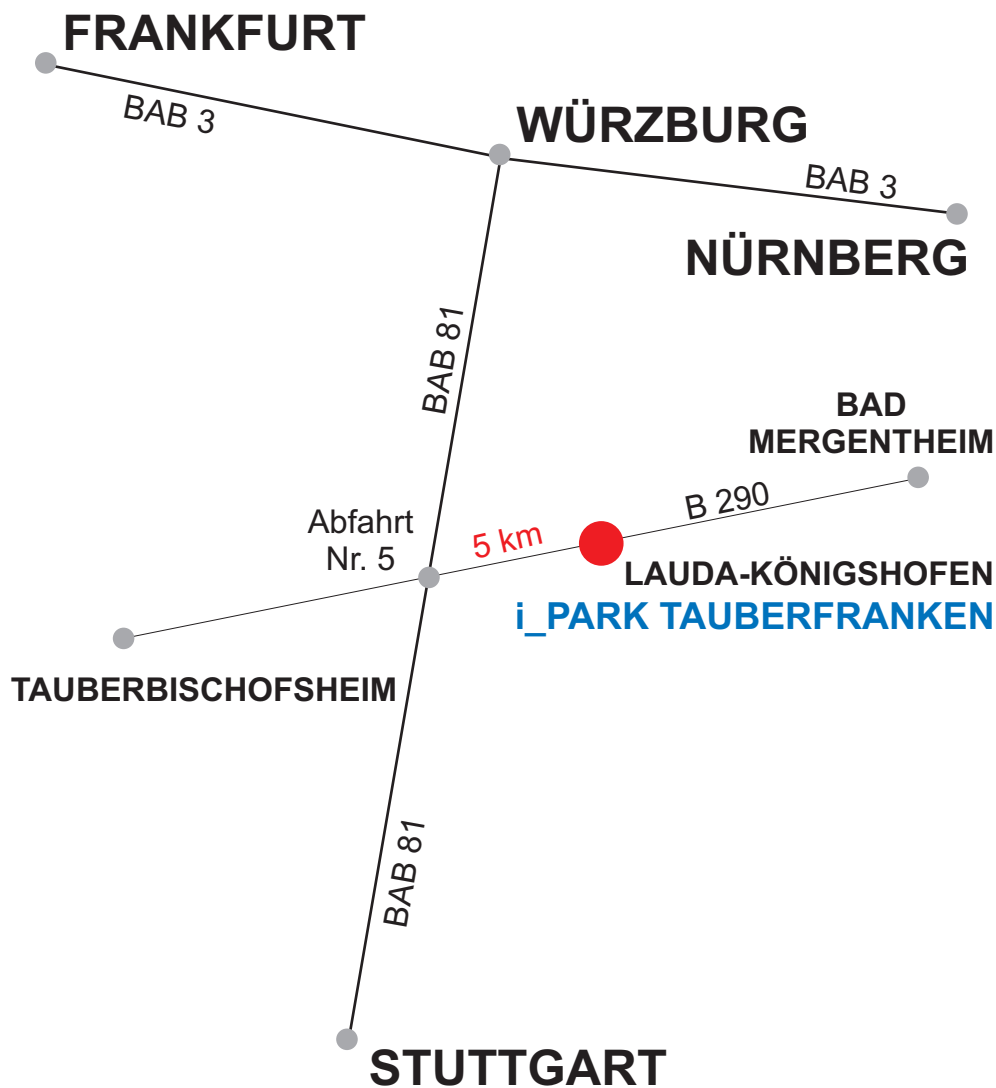 FRANKFURT
BAB 3
WÜRZBURG
BAB 3
NÜRNBERG
BAB 81
BAD
MERGENTHEIM
B 290
Abfahrt
Nr. 5
5 km
LAUDA-KÖNIGSHOFEN
i_PARK TAUBERFRANKEN
TAUBERBISCHOFSHEIM
BAB 81
STUTTGART